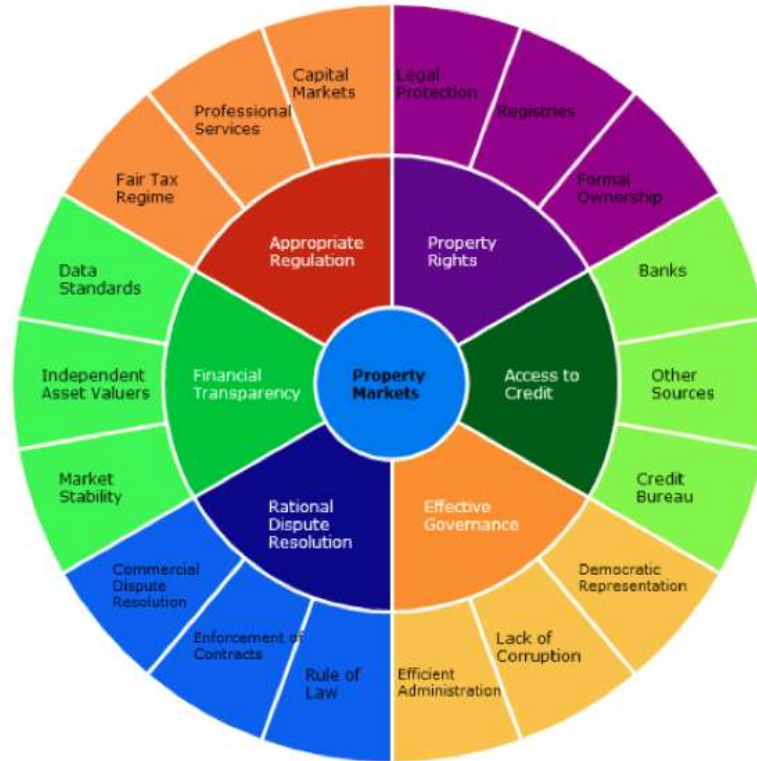 Capital
Markets
Legal
Protection
Professional
Services
Registries
Fair Tax
Regime
Formal
Ownership
Appropriate
Regulation
Property
Rights
Data
Standards
Banks
Independent
Asset Valuers
Financial
Transparency
Property
Markets
Access to
Credit
Other
Sources
Market
Stability
Credit
Bureau
Rational
Dispute
Resolution
Effective
Governance
Commercial
Dispute
Resolution
Democratic
Representation
Enforcement of
Contracts
Lack of
Corruption
Rule of
Law
Efficient
Administration